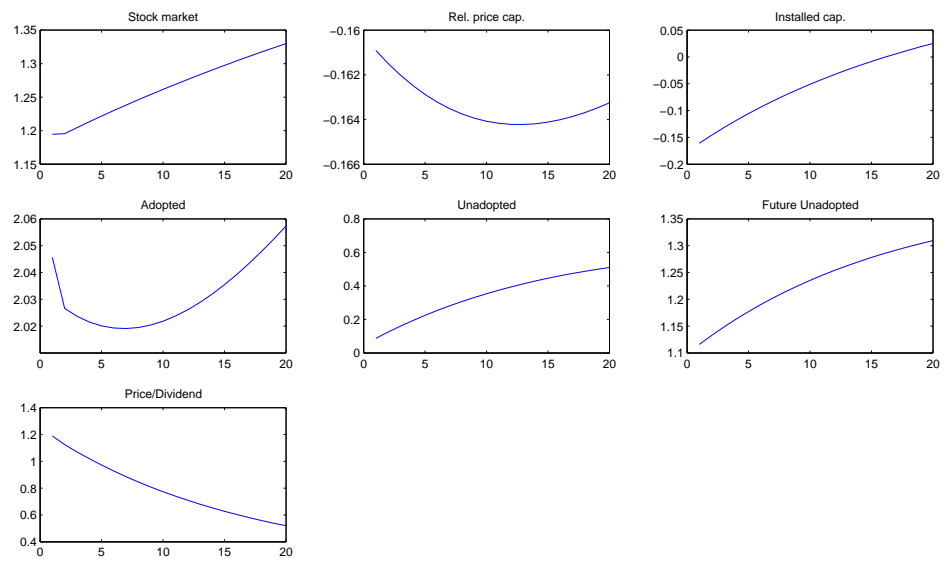 Stock market
1.35
1.3
1.25
1.2
1.15
0 5 10 15 20
Rel. price cap.
−0.16
−0.162
−0.164
−0.166
0 5 10 15 20
Installed cap.
0.05
0
−0.05
−0.1
−0.15
−0.2
0 5 10 15 20
Adopted
2.06
2.05
2.04
2.03
2.02
0 5 10 15 20
Unadopted
0.8
0.6
0.4
0.2
0
0 5 10 15 20
Future Unadopted
1.35
1.3
1.25
1.2
1.15
1.1
0 5 10 15 20
Price/Dividend
1.4
1.2
1
0.8
0.6
0.4
0 5 10 15 20